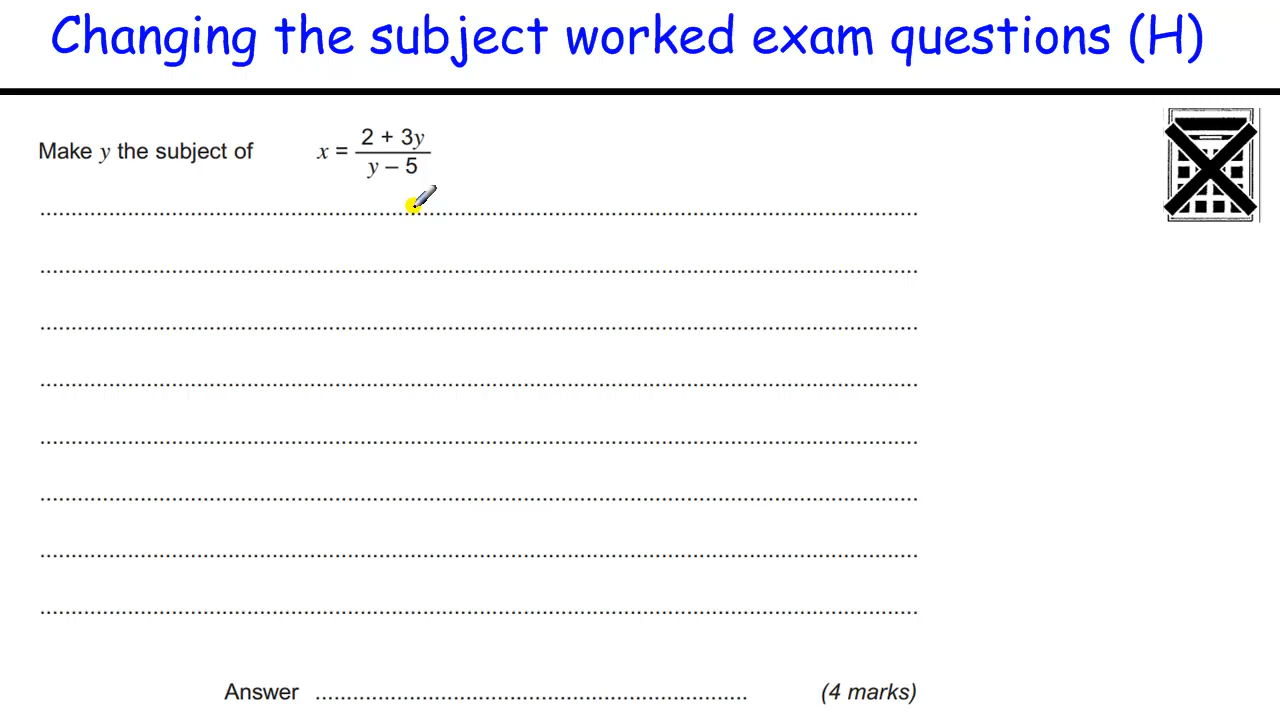 Changing the subject worked exam questions (H)
Make y the subject of x = (2 + 3y)/(y – 5)
Answer ..................................................................... (4 marks)